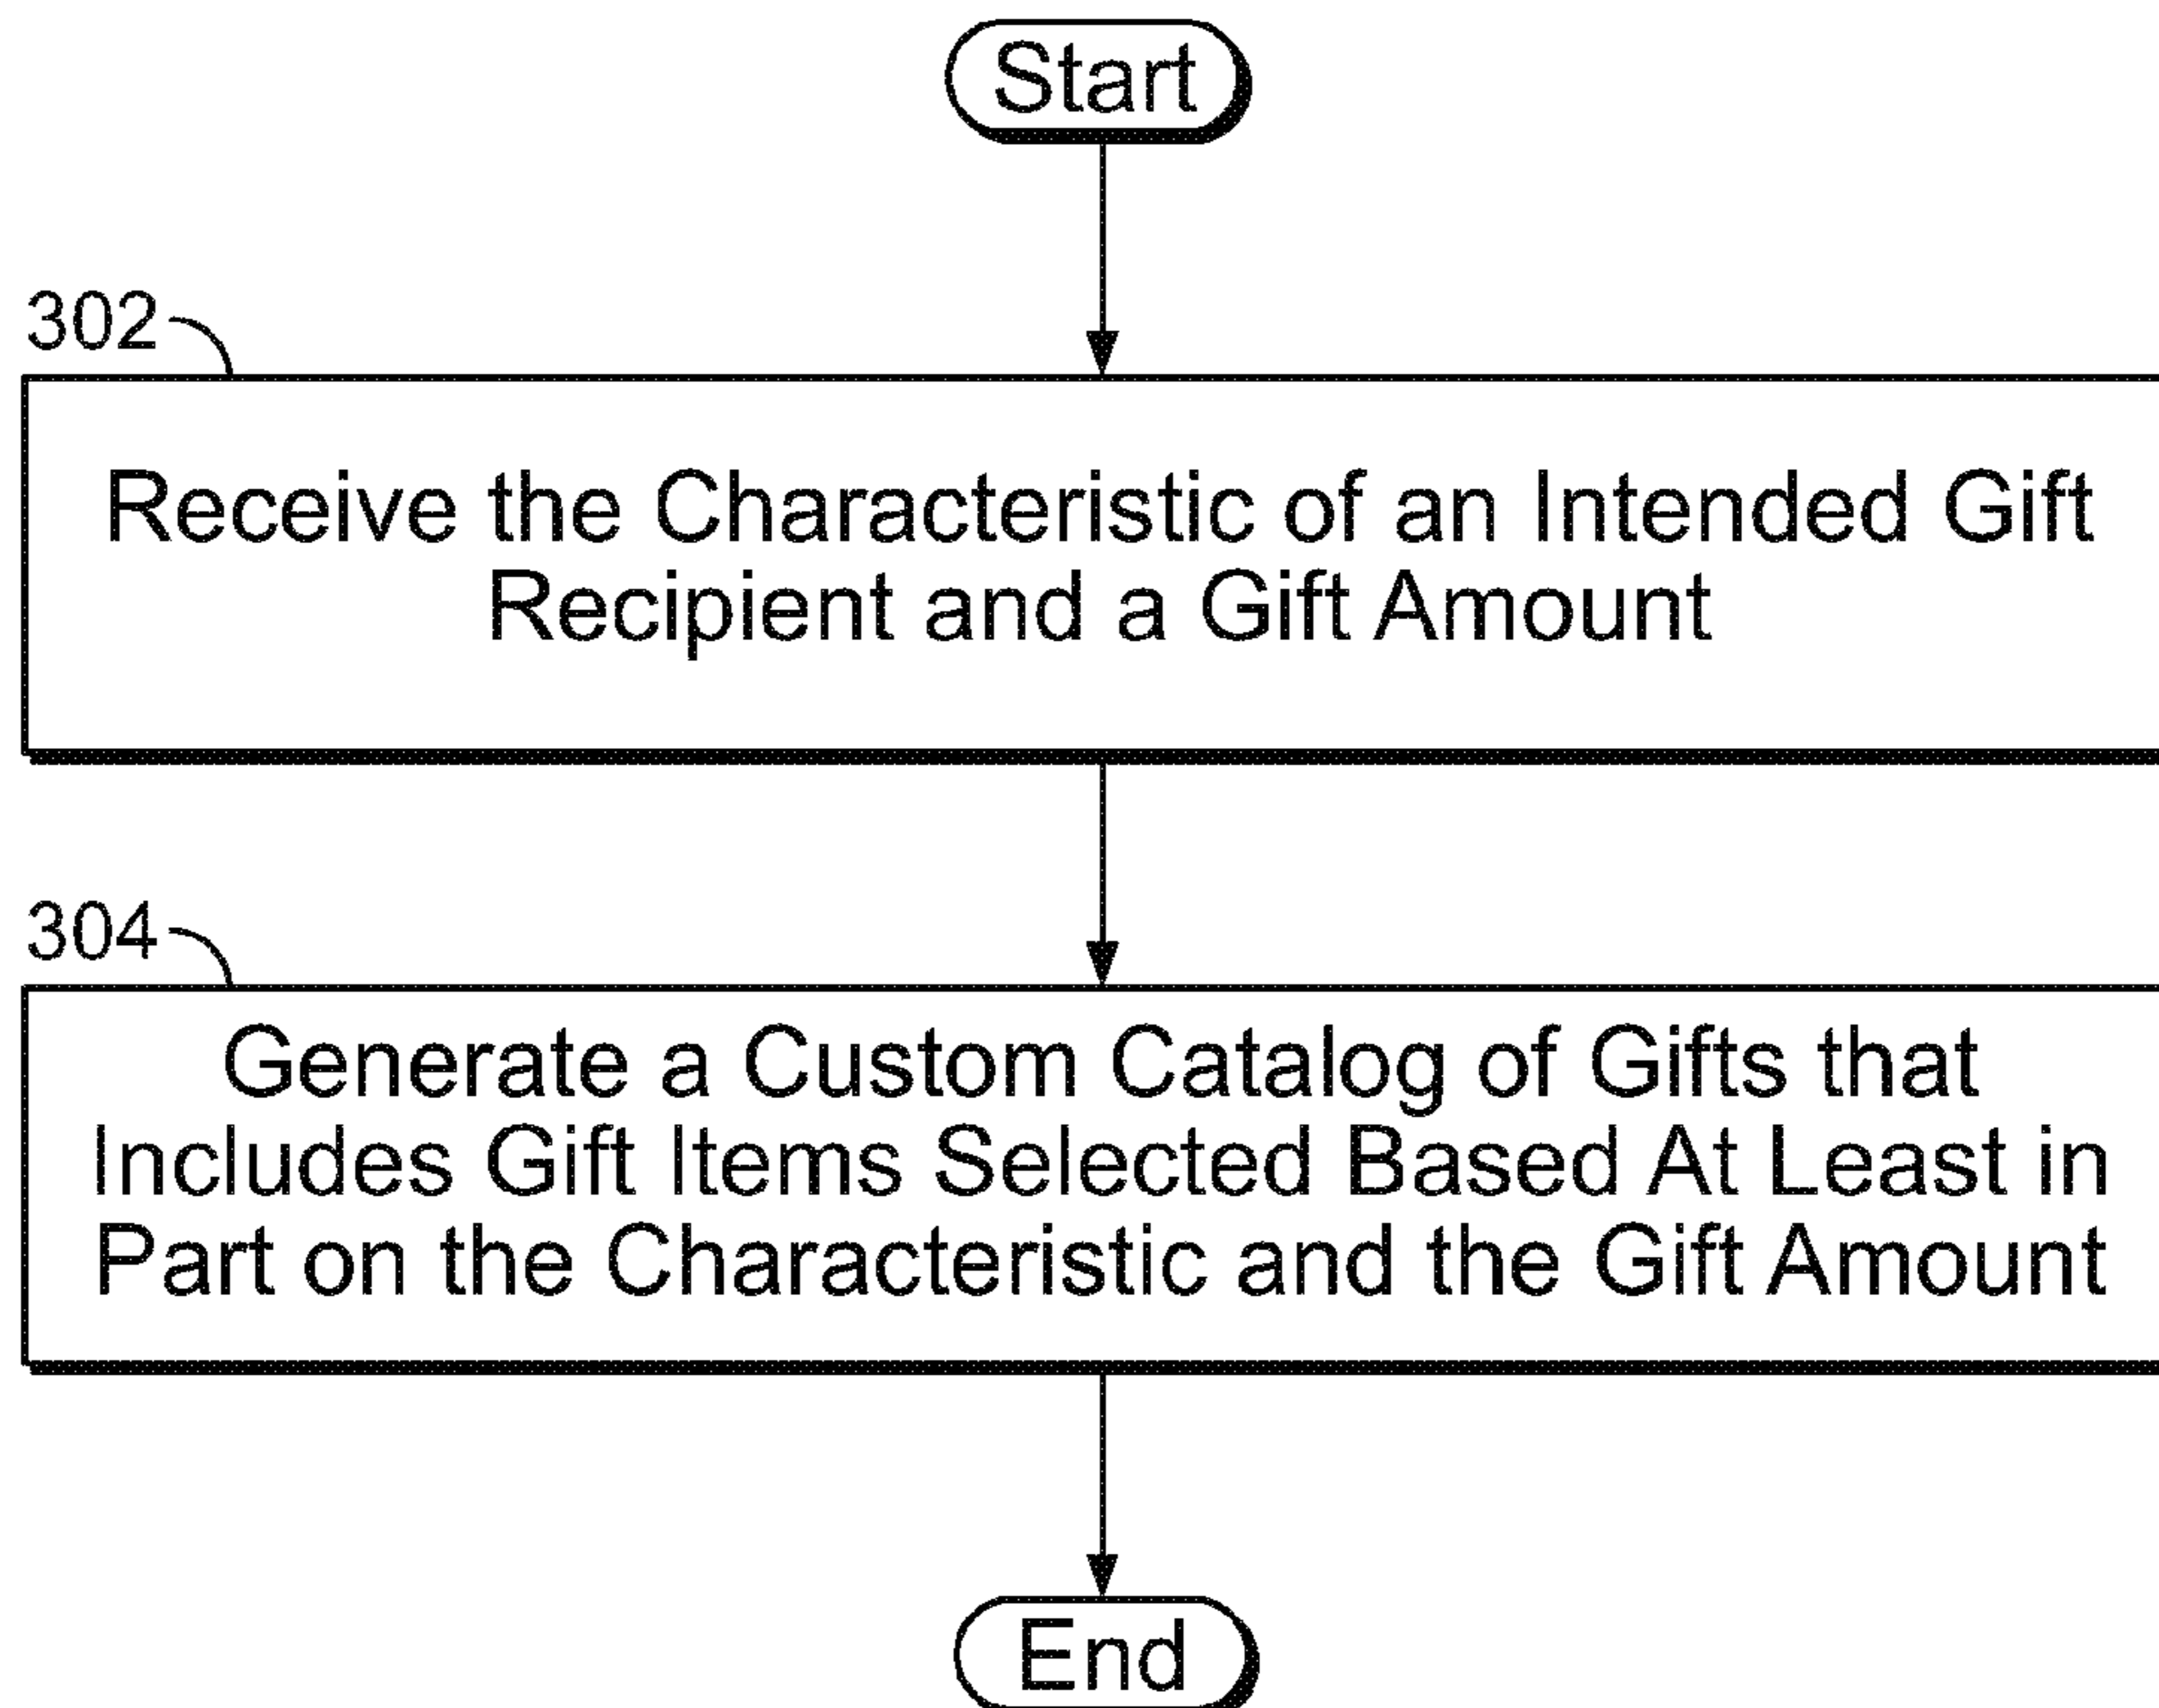 Start
302
Receive the Characteristic of an Intended Gift
Recipient and a Gift Amount
304
Generate a Custom Catalog of Gifts that
Includes Gift Items Selected Based At Least in
Part on the Characteristic and the Gift Amount
End